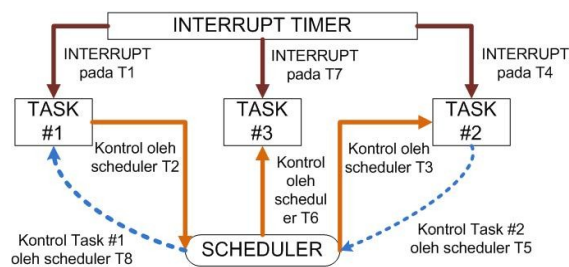 INTERRUPT TIMER
INTERRUPT
pada T1
INTERRUPT
pada T7
INTERRUPT
pada T4
TASK
#1
TASK
#3
TASK
#2
Kontrol oleh
scheduler T2
Kontrol
oleh
schedul
er T6
Kontrol oleh
scheduler T3
Kontrol Task #1
oleh scheduler T8
SCHEDULER
Kontrol Task #2
oleh scheduler
T5